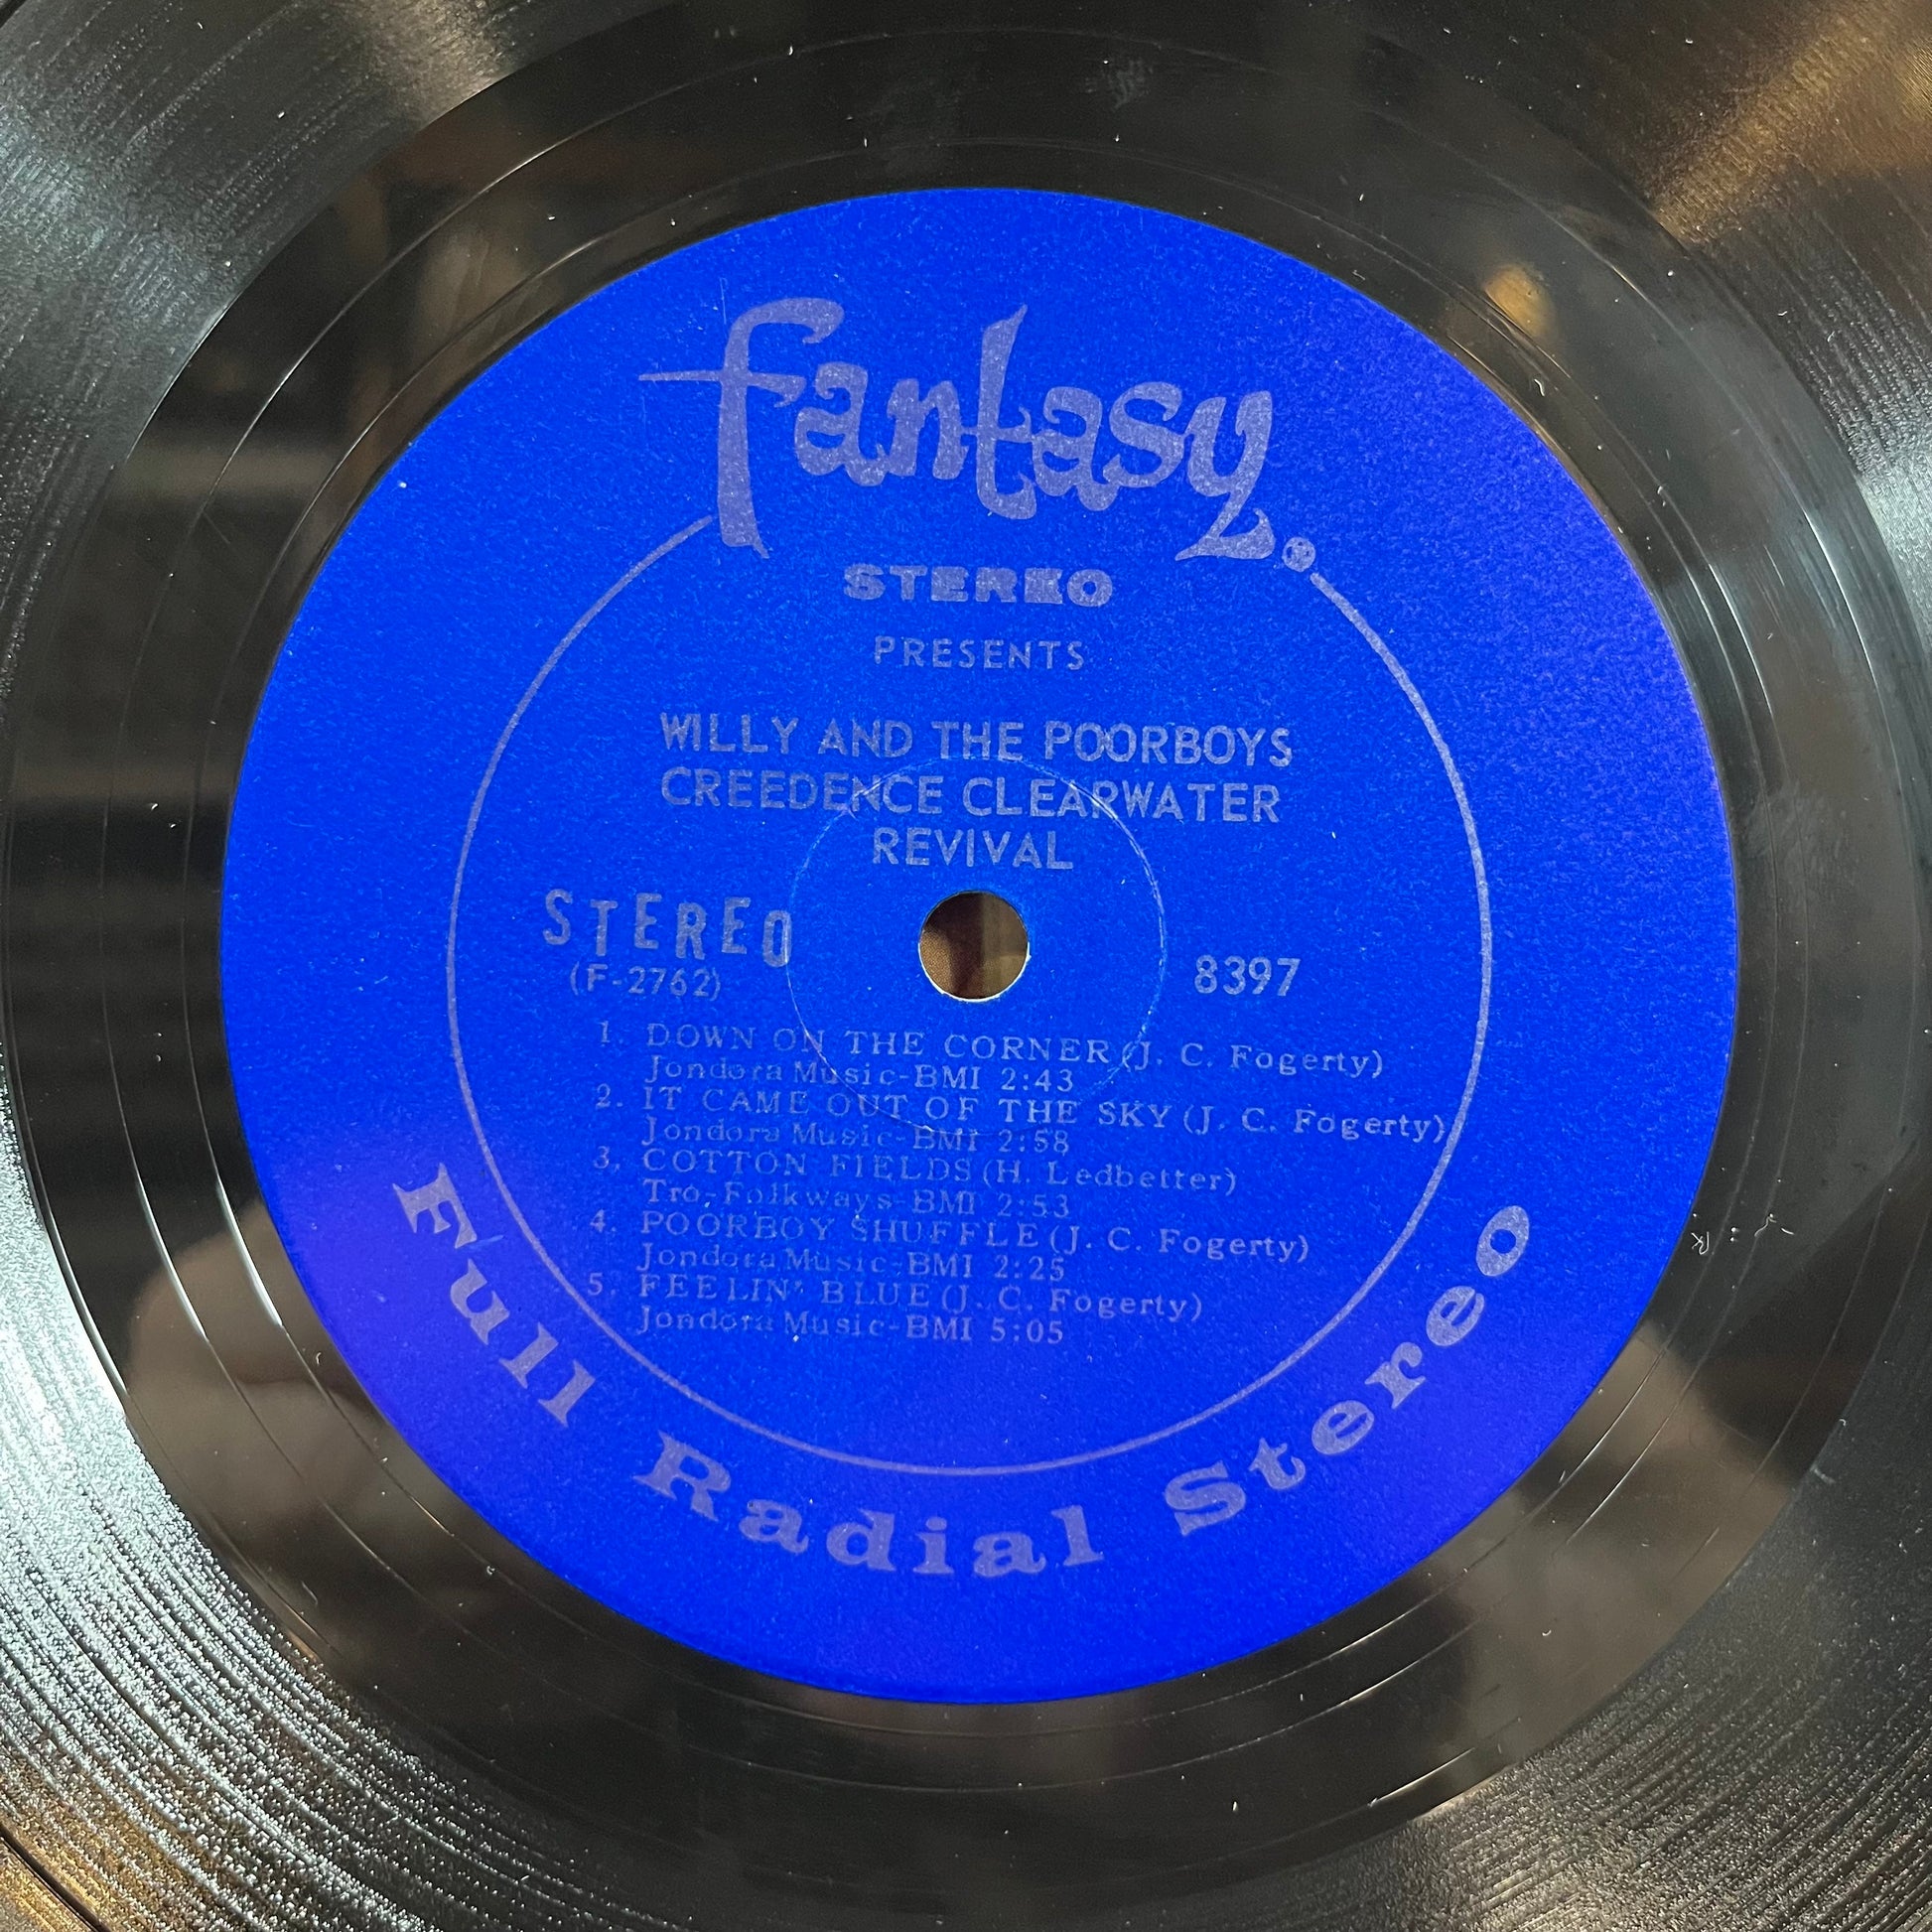 fantasy®
STEREO
PRESENTS
WILLY AND THE POORBOYS
CREEDENCE CLEARWATER
REVIVAL
STEREO
(F-2762)
8397
1. DOWN ON THE CORNER (J. C. Fogerty)
Jondora Music-BMI 2:43
2. IT CAME OUT OF THE SKY (J. C. Fogerty)
Jondora Music-BMI 2:58
3. COTTON FIELDS (H. Ledbetter)
Tro-Folkways-BMI 2:53
4. POORBOY SHUFFLE (J. C. Fogerty)
Jondora Music-BMI 2:25
5. FEELIN' BLUE (J. C. Fogerty)
Jondora Music-BMI 5:05
Full Radial Stereo